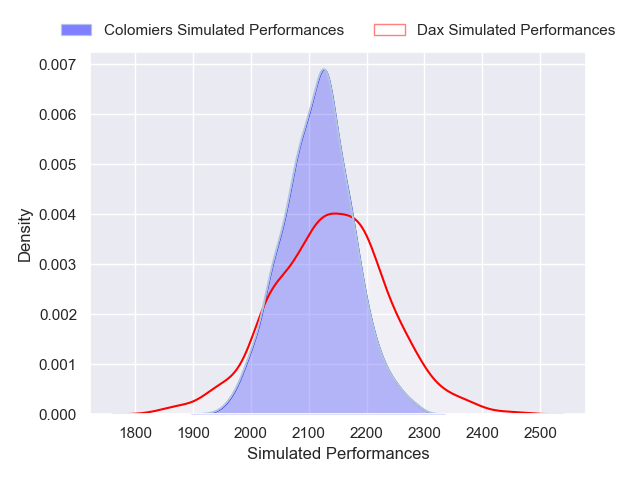 Colomiers Simulated Performances Dax Simulated Performances
0.007
0.006
0.005
0.004
0.003
0.002
0.001
0.000
Density
1800 1900 2000 2100 2200 2300 2400 2500
Simulated Performances